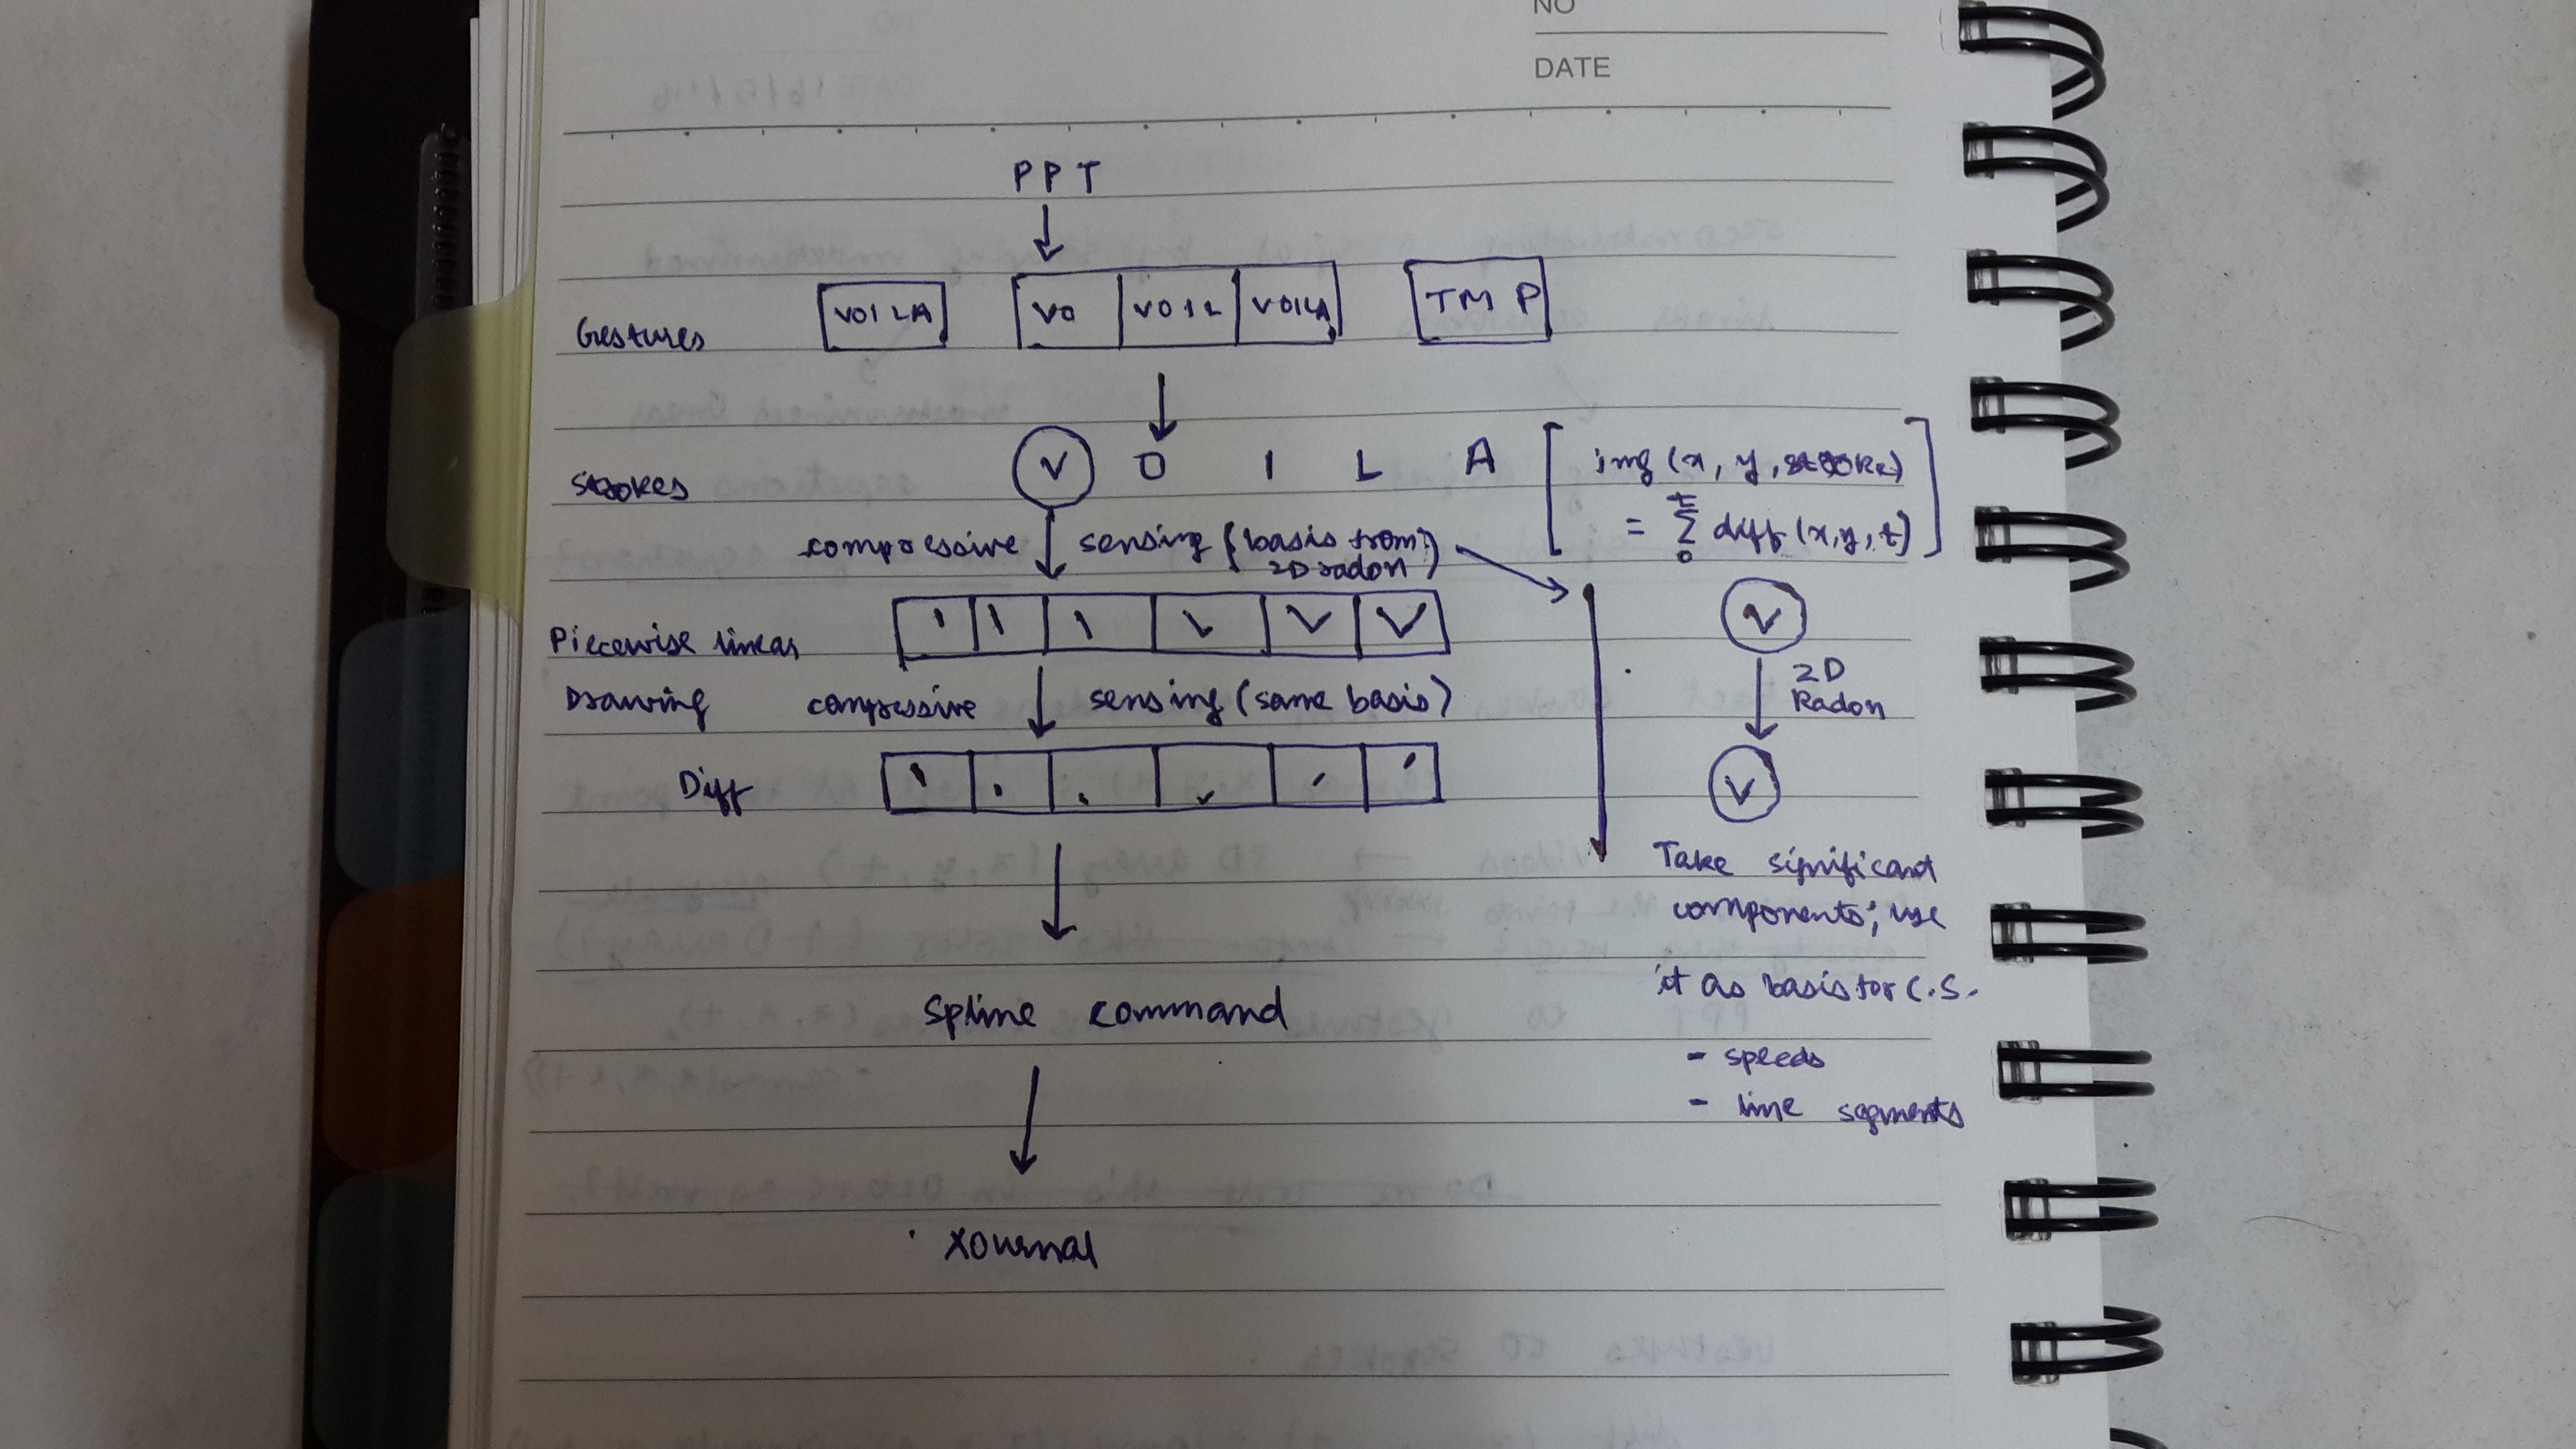 NO
DATE
PPT
Gestures
VOILA
VO
VOIL
VOILA
TMP
Strokes
V O I L A
img (x, y, stroke)
= t Σ 0 diff (x, y, t)
compressive sensing (basis from 2D radon)
Piecewise linear
Drawing
compressive sensing (same basis)
V
2D
Radon
V
Diff
Take significant
components; use
it as basis for C.S.
- speeds
- line segments
Spline command
Xournal